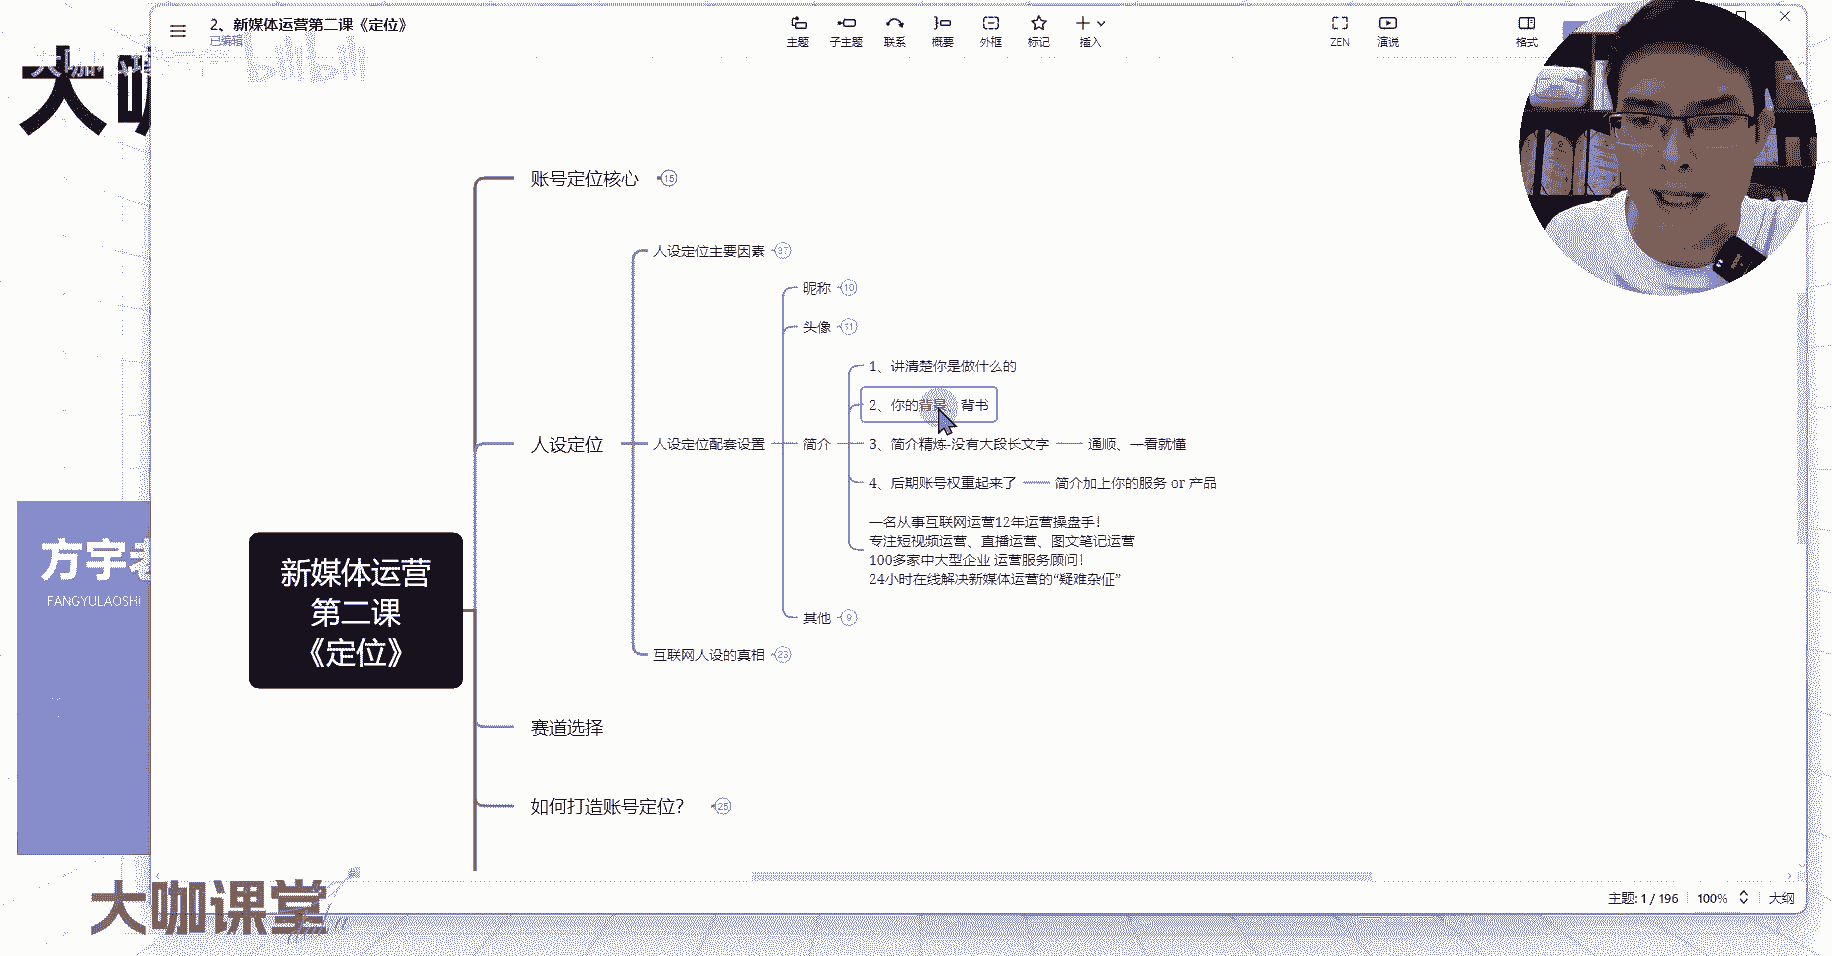 2、新媒体运营第二课《定位》
已编辑
主题
子主题
联系
概要
外框
标记
插入
ZEN
演说
格式
大咖
bilibili
账号定位核心 15
人设定位主要因素 37
昵称 10
头像 11
1、讲清楚你是做什么的
2、你的背景、背书
人设定位
人设定位配套设置
简介
3、简介精炼-没有大段长文字
通顺、一看就懂
4、后期账号权重起来了
简介加上你的服务 or 产品
一名从事互联网运营12年运营操盘手！
专注短视频运营、直播运营、图文笔记运营
100多家中大型企业 运营服务顾问！
24小时在线解决新媒体运营的“疑难杂症”
其他 9
互联网人设的真相 23
新媒体运营
第二课
《定位》
方宇老
FANGYULAOSHI
赛道选择
如何打造账号定位？ 25
大咖课堂
主题: 1 / 196
100%
大纲